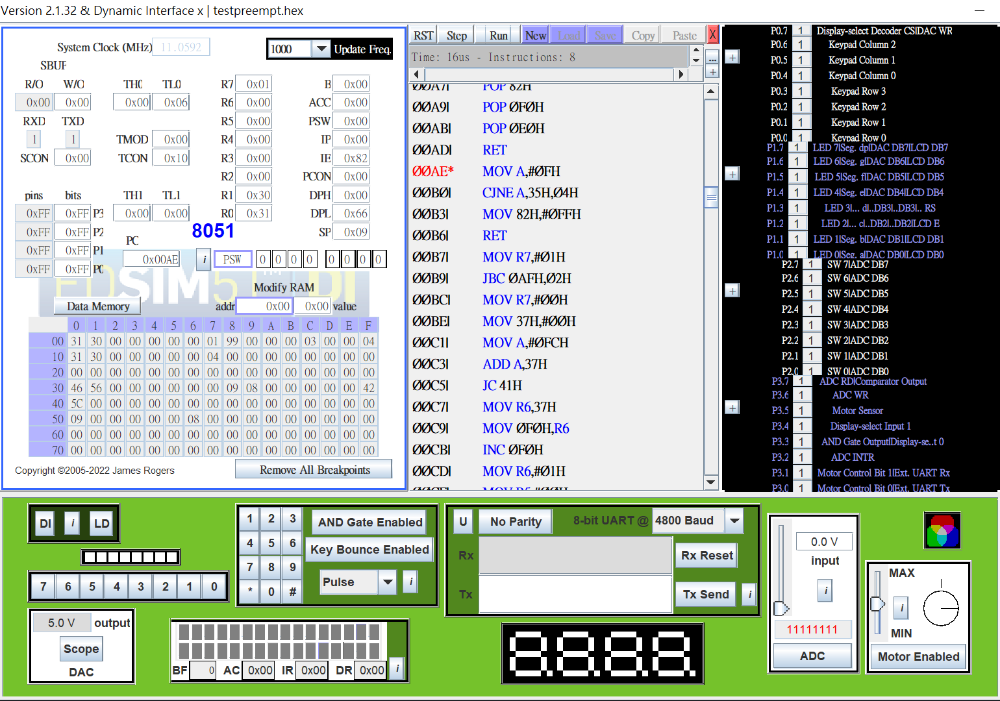 Version 2.1.32 & Dynamic Interface x | testpreempt.hex
System Clock (MHz) 11.0592
1000 Update Freq.
SBUF
R/O W/O TH0 TL0 R7 0x01 B 0x00
0x00 0x00 0x00 0x06 R6 0x00 ACC 0x00
RXD TXD R5 0x00 PSW 0x00
1 1 TMOD 0x00 R4 0x00 IP 0x00
SCON 0x00 TCON 0x10 R3 0x00 IE 0x82
R2 0x00 PCON 0x00
pins bits TH1 TL1 R1 0x30 DPH 0x00
0xFF 0xFF P3 0x00 0x00 R0 0x31 DPL 0x66
0xFF 0xFF P2 8051 SP 0x09
0xFF 0xFF P1 PC 0x00AE i PSW 0 0 0 0 0 0 0 0
0xFF 0xFF P0
EDSIM51 DI
TM
Modify RAM
Data Memory addr 0x00 0x00 value
0 1 2 3 4 5 6 7 8 9 A B C D E F
00 31 30 00 00 00 00 00 01 99 00 00 00 03 00 00 04
10 31 30 00 00 00 00 00 04 00 00 00 00 00 00 00 00
20 00 00 00 00 00 00 00 00 00 00 00 00 00 00 00 00
30 46 56 00 00 00 00 00 00 09 08 00 00 00 00 00 42
40 5C 00 00 00 00 00 00 00 00 00 00 00 00 00 00 00
50 09 00 00 00 00 00 08 00 00 00 00 00 00 00 00 00
60 00 00 00 00 00 00 00 00 00 00 00 00 00 00 00 00
70 00 00 00 00 00 00 00 00 00 00 00 00 00 00 00 00
Copyright ©2005-2022 James Rogers Remove All Breakpoints
RST Step Run New Load Save Copy Paste X
Time: 16us - Instructions: 8
...
+
00A7| POP 82H
00A9| POP 0F0H
00AB| POP 0E0H
00AD| RET
00AE* MOV A,#0FH
00B0| CJNE A,35H,04H
00B3| MOV 82H,#0FFH
00B6| RET
00B7| MOV R7,#01H
00B9| JBC 0AFH,02H
00BC| MOV R7,#00H
00BE| MOV 37H,#00H
00C1| MOV A,#0FCH
00C3| ADD A,37H
00C5| JC 41H
00C7| MOV R6,37H
00C9| MOV 0F0H,R6
00CB| INC 0F0H
00CD| MOV R6,#01H
00CF| MOV R5,#00H
P0.7 1 Display-select Decoder CS|DAC WR
P0.6 1 Keypad Column 2
+ P0.5 1 Keypad Column 1
P0.4 1 Keypad Column 0
P0.3 1 Keypad Row 3
P0.2 1 Keypad Row 2
P0.1 1 Keypad Row 1
P0.0 1 Keypad Row 0
P1.7 1 LED 7|Seg. dp|DAC DB7|LCD DB7
P1.6 1 LED 6|Seg. g|DAC DB6|LCD DB6
+ P1.5 1 LED 5|Seg. f|DAC DB5|LCD DB5
P1.4 1 LED 4|Seg. e|DAC DB4|LCD DB4
P1.3 1 LED 3|... d|..DB3|..DB3|.. RS
P1.2 1 LED 2|... c|..DB2|..DB2|LCD E
P1.1 1 LED 1|Seg. b|DAC DB1|LCD DB1
P1.0 1 LED 0|Seg. a|DAC DB0|LCD DB0
P2.7 1 SW 7|ADC DB7
P2.6 1 SW 6|ADC DB6
+ P2.5 1 SW 5|ADC DB5
P2.4 1 SW 4|ADC DB4
P2.3 1 SW 3|ADC DB3
P2.2 1 SW 2|ADC DB2
P2.1 1 SW 1|ADC DB1
P2.0 1 SW 0|ADC DB0
P3.7 1 ADC RD|Comparator Output
P3.6 1 ADC WR
+ P3.5 1 Motor Sensor
P3.4 1 Display-select Input 1
P3.3 1 AND Gate Output|Display-se..t 0
P3.2 1 ADC INTR
P3.1 1 Motor Control Bit 1|Ext. UART Rx
P3.0 1 Motor Control Bit 0|Ext. UART Tx
DI i LD
7 6 5 4 3 2 1 0
5.0 V output
Scope
DAC
1 2 3
4 5 6
7 8 9
* 0 #
AND Gate Enabled
Key Bounce Enabled
Pulse i
BF 0 AC 0x00 IR 0x00 DR 0x00 i
U No Parity 8-bit UART @ 4800 Baud
Rx Rx Reset
Tx Tx Send i
8.8.8.8.
0.0 V
input
i
11111111
ADC
MAX
i
MIN
Motor Enabled